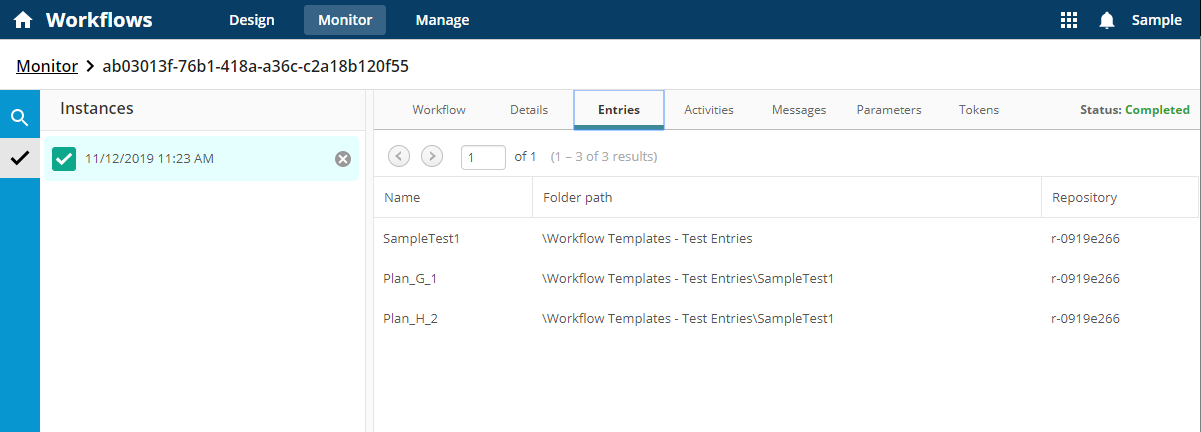 Workflows Design Monitor Manage Sample
Monitor > ab03013f-76b1-418a-a36c-c2a18b120f55
Instances
11/12/2019 11:23 AM
Workflow Details Entries Activities Messages Parameters Tokens Status: Completed
1 of 1 (1 – 3 of 3 results)
Name Folder path Repository
SampleTest1 \Workflow Templates - Test Entries r-0919e266
Plan_G_1 \Workflow Templates - Test Entries\SampleTest1 r-0919e266
Plan_H_2 \Workflow Templates - Test Entries\SampleTest1 r-0919e266